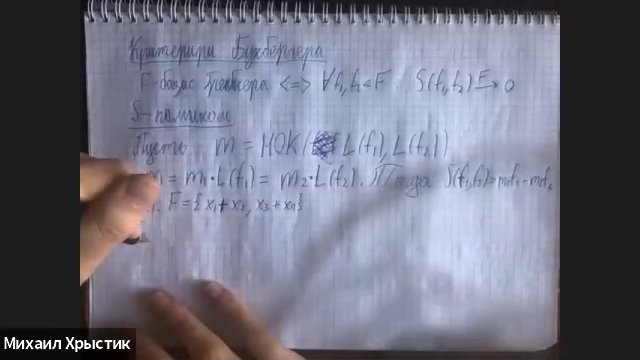 Критерий Бухбергера
F-базис Грёбнера <=> ∀f₁,f₂∈F S(f₁,f₂) F→ 0
S-полином
Пусть m = НОК( L(f₁), L(f₂))
m = m₁·L(f₁) = m₂·L(f₂). Тогда S(f₁,f₂)=m₁f₁-m₂f₂
F = {x₁+x₂, x₃+x₄}
Михаил Хрыстик